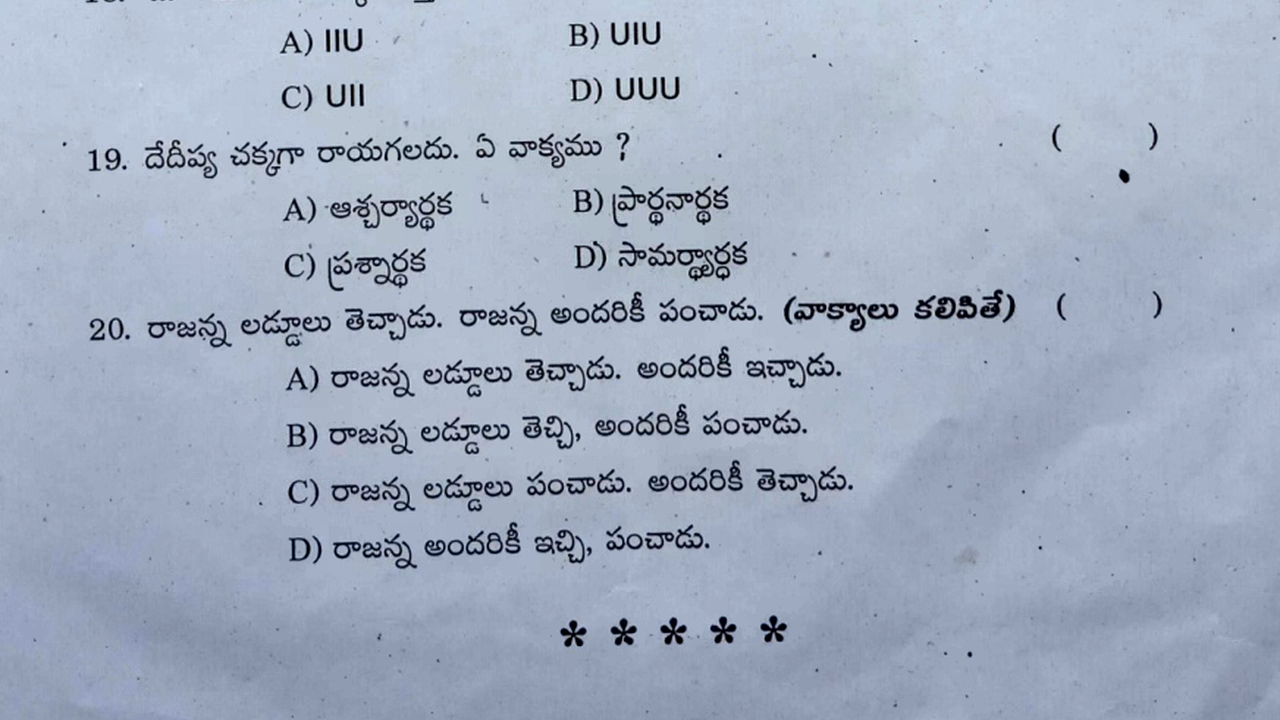 A) IIU B) UIU
C) UII D) UUU
19. దేదీప్య చక్కగా రాయగలదు. ఏ వాక్యము ? ( )
A) ఆశ్చర్యార్థక B) ప్రార్థనార్థక
C) ప్రశ్నార్థక D) సామర్థ్యార్ధక
20. రాజన్న లడ్డూలు తెచ్చాడు. రాజన్న అందరికీ పంచాడు. (వాక్యాలు కలిపితే) ( )
A) రాజన్న లడ్డూలు తెచ్చాడు. అందరికీ ఇచ్చాడు.
B) రాజన్న లడ్డూలు తెచ్చి, అందరికీ పంచాడు.
C) రాజన్న లడ్డూలు పంచాడు. అందరికీ తెచ్చాడు.
D) రాజన్న అందరికీ ఇచ్చి, పంచాడు.
* * * * *